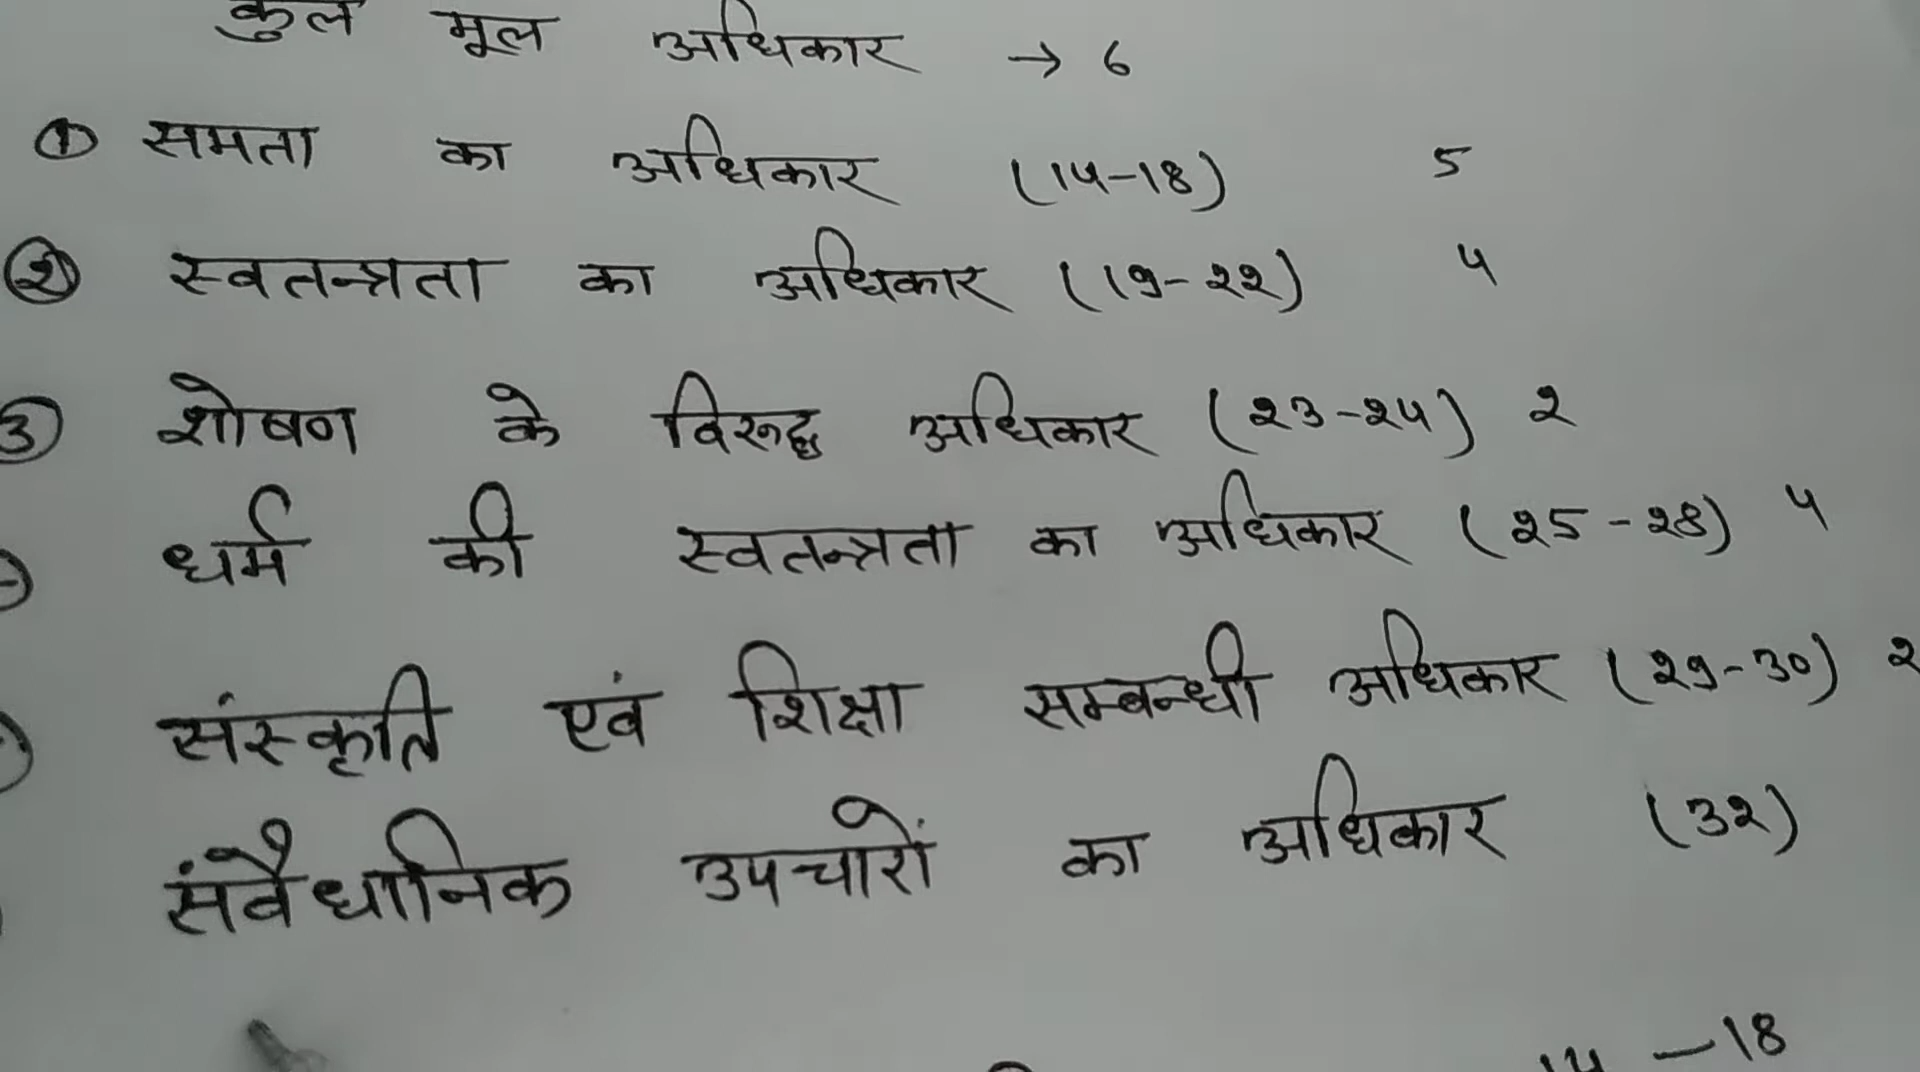 कुल मूल अधिकार → 6
① समता का अधिकार (14-18) 5
② स्वतन्त्रता का अधिकार (19-22) 4
③ शोषण के विरुद्ध अधिकार (23-24) 2
धर्म की स्वतन्त्रता का अधिकार (25-28) 4
संस्कृति एवं शिक्षा सम्बन्धी अधिकार (29-30) 2
संवैधानिक उपचारों का अधिकार (32)
14 - 18